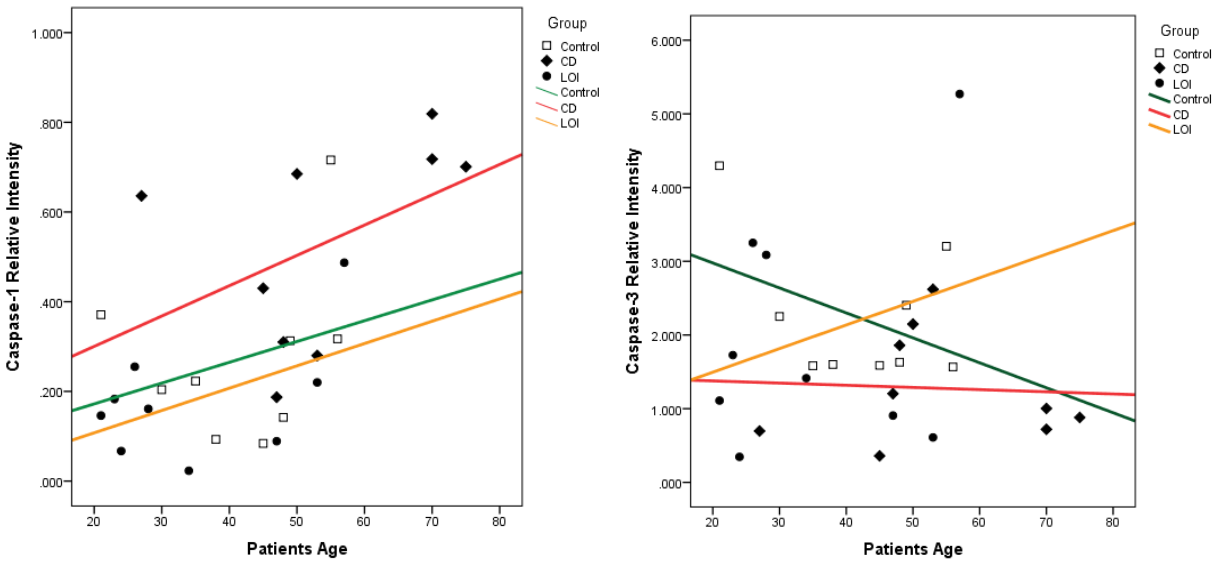 Caspase-1 Relative Intensity
1.000
.800
.600
.400
.200
.000
20 30 40 50 60 70 80
Patients Age
Group
Control
CD
LOI
Control
CD
LOI
Caspase-3 Relative Intensity
6.000
5.000
4.000
3.000
2.000
1.000
.000
20 30 40 50 60 70 80
Patients Age
Group
Control
CD
LOI
Control
CD
LOI